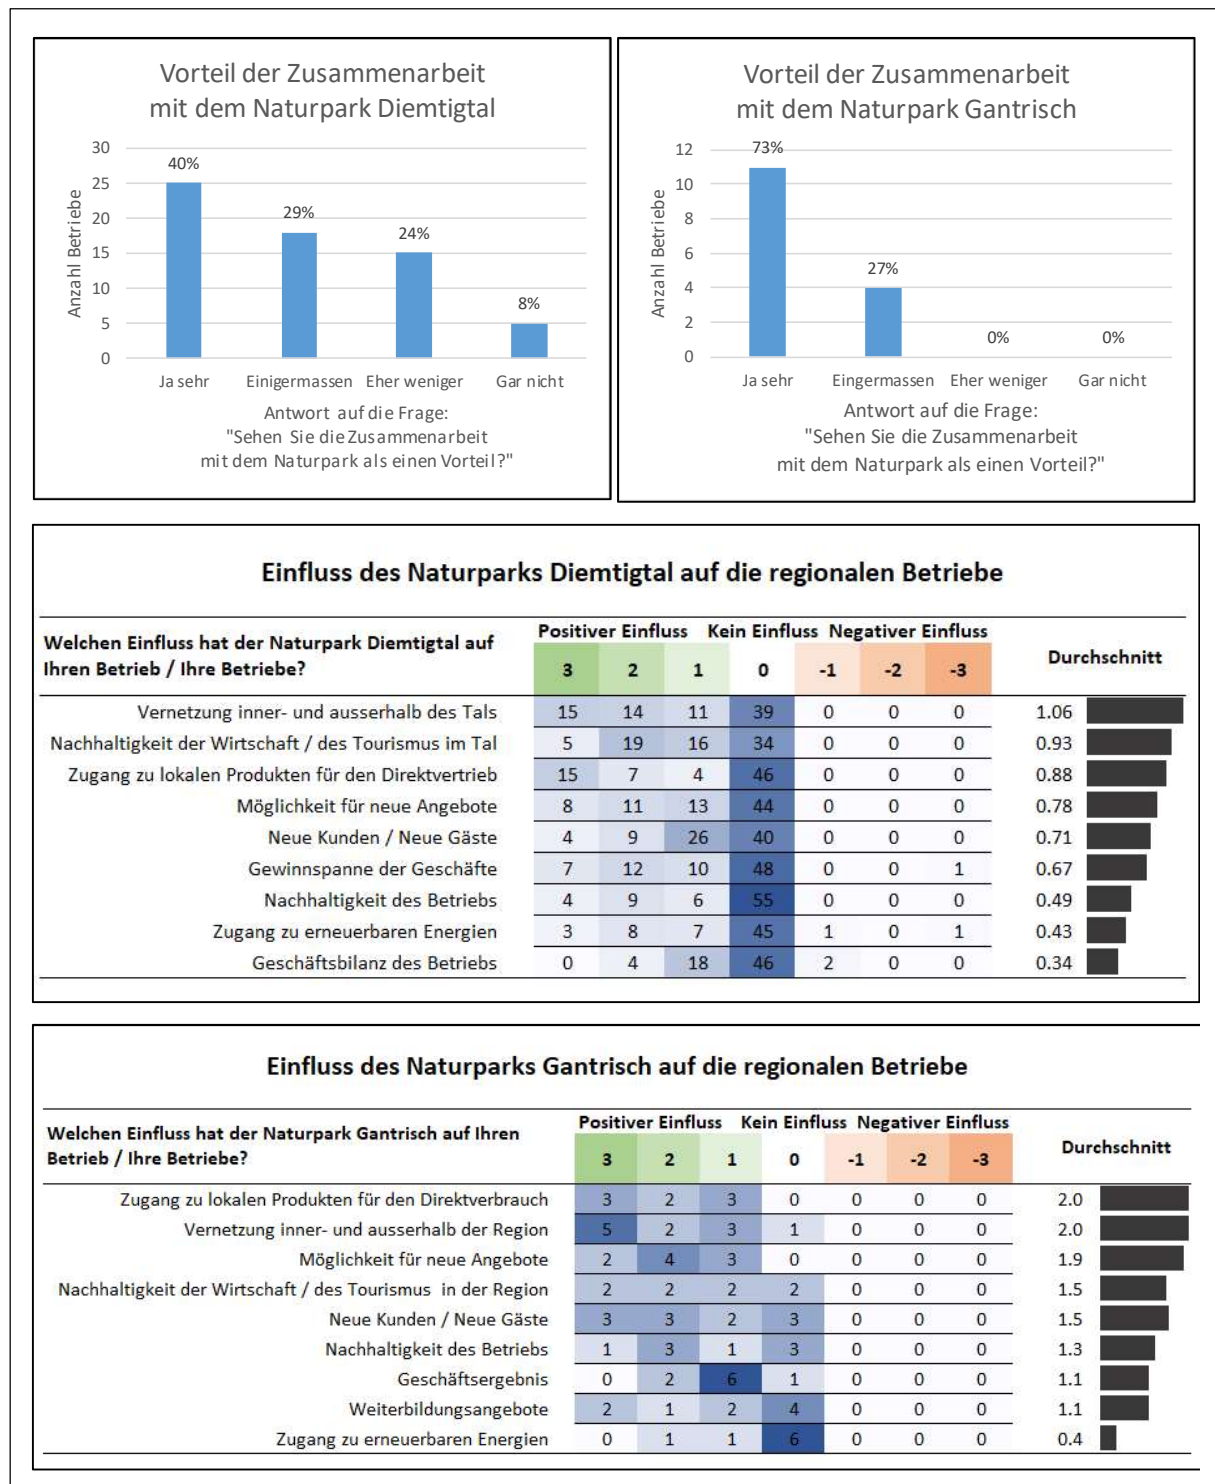 Vorteil der Zusammenarbeit
mit dem Naturpark Diemtigtal
30
25
20
15
10
5
0
Anzahl Betriebe
40%
29%
24%
8%
Ja sehr Einigermassen Eher weniger Gar nicht
Antwort auf die Frage:
"Sehen Sie die Zusammenarbeit
mit dem Naturpark als einen Vorteil?"
Vorteil der Zusammenarbeit
mit dem Naturpark Gantrisch
12
10
8
6
4
2
0
Anzahl Betriebe
73%
27%
0%
0%
Ja sehr Eingermassen Eher weniger Gar nicht
Antwort auf die Frage:
"Sehen Sie die Zusammenarbeit
mit dem Naturpark als einen Vorteil?"
Einfluss des Naturparks Diemtigtal auf die regionalen Betriebe
Welchen Einfluss hat der Naturpark Diemtigtal auf
Ihren Betrieb / Ihre Betriebe?
Positiver Einfluss Kein Einfluss Negativer Einfluss
3 2 1 0 -1 -2 -3
Durchschnitt
Vernetzung inner- und ausserhalb des Tals 15 14 11 39 0 0 0 1.06
Nachhaltigkeit der Wirtschaft / des Tourismus im Tal 5 19 16 34 0 0 0 0.93
Zugang zu lokalen Produkten für den Direktvertrieb 15 7 4 46 0 0 0 0.88
Möglichkeit für neue Angebote 8 11 13 44 0 0 0 0.78
Neue Kunden / Neue Gäste 4 9 26 40 0 0 0 0.71
Gewinnspanne der Geschäfte 7 12 10 48 0 0 1 0.67
Nachhaltigkeit des Betriebs 4 9 6 55 0 0 0 0.49
Zugang zu erneuerbaren Energien 3 8 7 45 1 0 1 0.43
Geschäftsbilanz des Betriebs 0 4 18 46 2 0 0 0.34
Einfluss des Naturparks Gantrisch auf die regionalen Betriebe
Welchen Einfluss hat der Naturpark Gantrisch auf Ihren
Betrieb / Ihre Betriebe?
Positiver Einfluss Kein Einfluss Negativer Einfluss
3 2 1 0 -1 -2 -3
Durchschnitt
Zugang zu lokalen Produkten für den Direktverbrauch 3 2 3 0 0 0 0 2.0
Vernetzung inner- und ausserhalb der Region 5 2 3 1 0 0 0 2.0
Möglichkeit für neue Angebote 2 4 3 0 0 0 0 1.9
Nachhaltigkeit der Wirtschaft / des Tourismus in der Region 2 2 2 2 0 0 0 1.5
Neue Kunden / Neue Gäste 3 3 2 3 0 0 0 1.5
Nachhaltigkeit des Betriebs 1 3 1 3 0 0 0 1.3
Geschäftsergebnis 0 2 6 1 0 0 0 1.1
Weiterbildungsangebote 2 1 2 4 0 0 0 1.1
Zugang zu erneuerbaren Energien 0 1 1 6 0 0 0 0.4